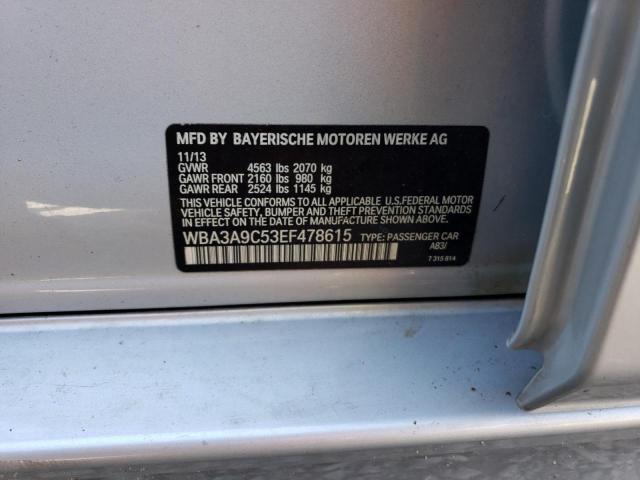 MFD BY BAYERISCHE MOTOREN WERKE AG
11/13
GVWR 4563 lbs 2070 kg
GAWR FRONT 2160 lbs 980 kg
GAWR REAR 2524 lbs 1145 kg
THIS VEHICLE CONFORMS TO ALL APPLICABLE U.S.FEDERAL MOTOR
VEHICLE SAFETY, BUMPER AND THEFT PREVENTION STANDARDS
IN EFFECT ON THE DATE OF MANUFACTURE SHOWN ABOVE.
WBA3A9C53EF478615 TYPE: PASSENGER CAR
A83/
7 315 814